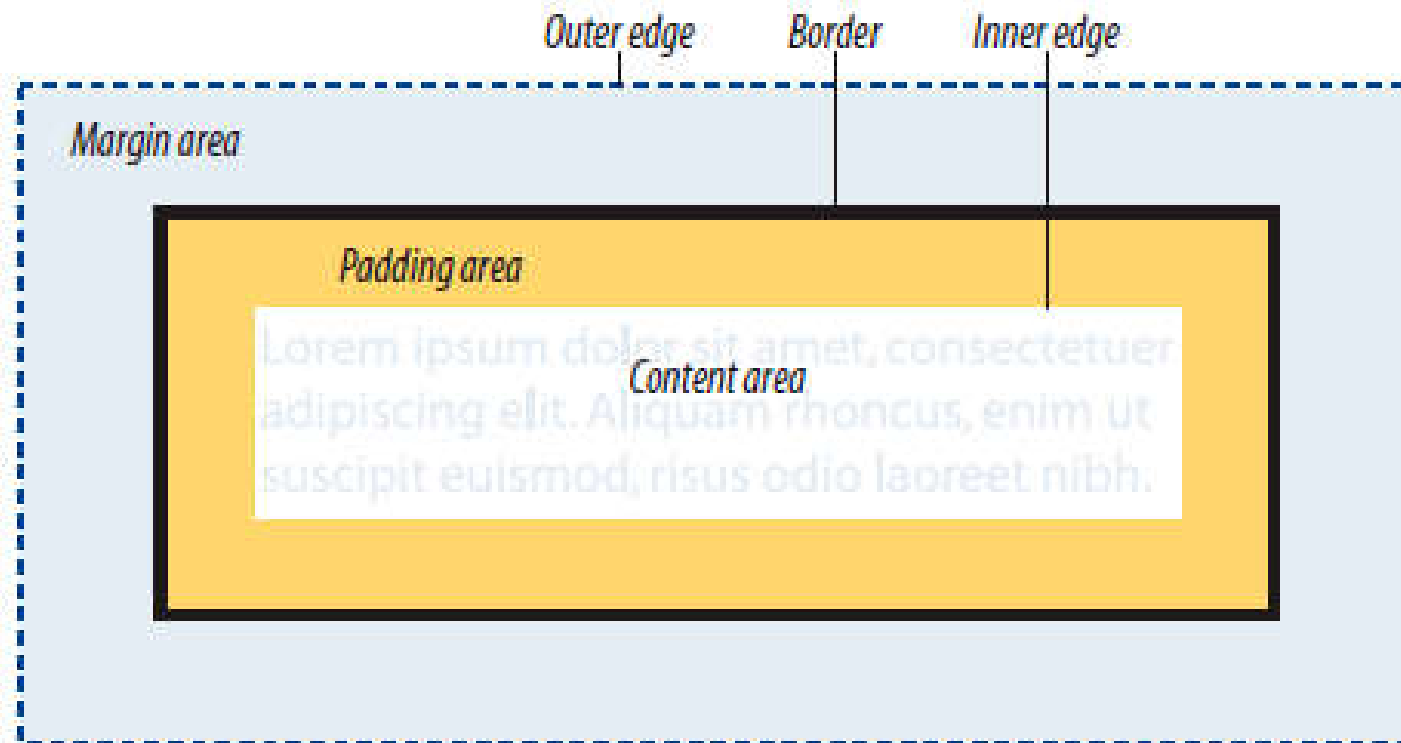 Outer edge Border Inner edge
Margin area
Padding area
Lorem ipsum dolor sit amet, consectetuer
Content area
adipiscing elit. Aliquam rhoncus, enim ut
suscipit euismod, risus odio laoreet nibh.